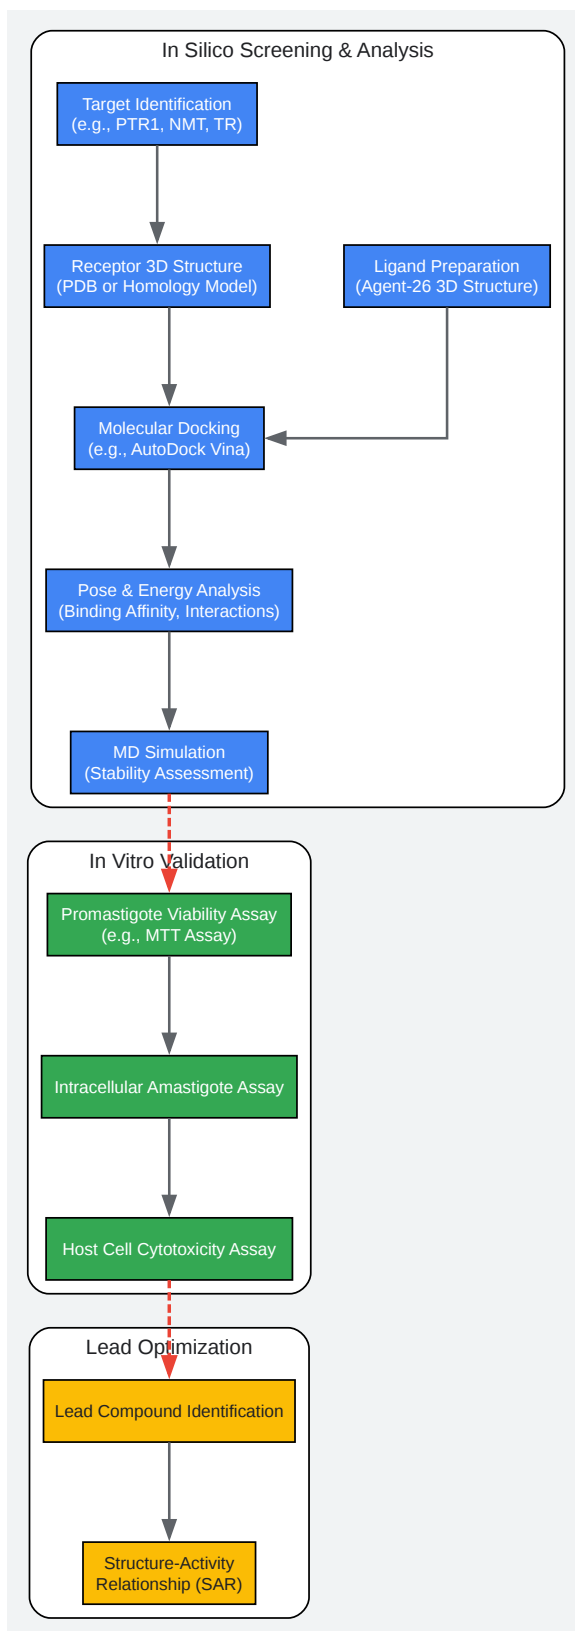 In Silico Screening & Analysis
Target Identification
(e.g., PTR1, NMT, TR)
Receptor 3D Structure
(PDB or Homology Model)
Ligand Preparation
(Agent-26 3D Structure)
Molecular Docking
(e.g., AutoDock Vina)
Pose & Energy Analysis
(Binding Affinity, Interactions)
MD Simulation
(Stability Assessment)
In Vitro Validation
Promastigote Viability Assay
(e.g., MTT Assay)
Intracellular Amastigote Assay
Host Cell Cytotoxicity Assay
Lead Optimization
Lead Compound Identification
Structure-Activity
Relationship (SAR)